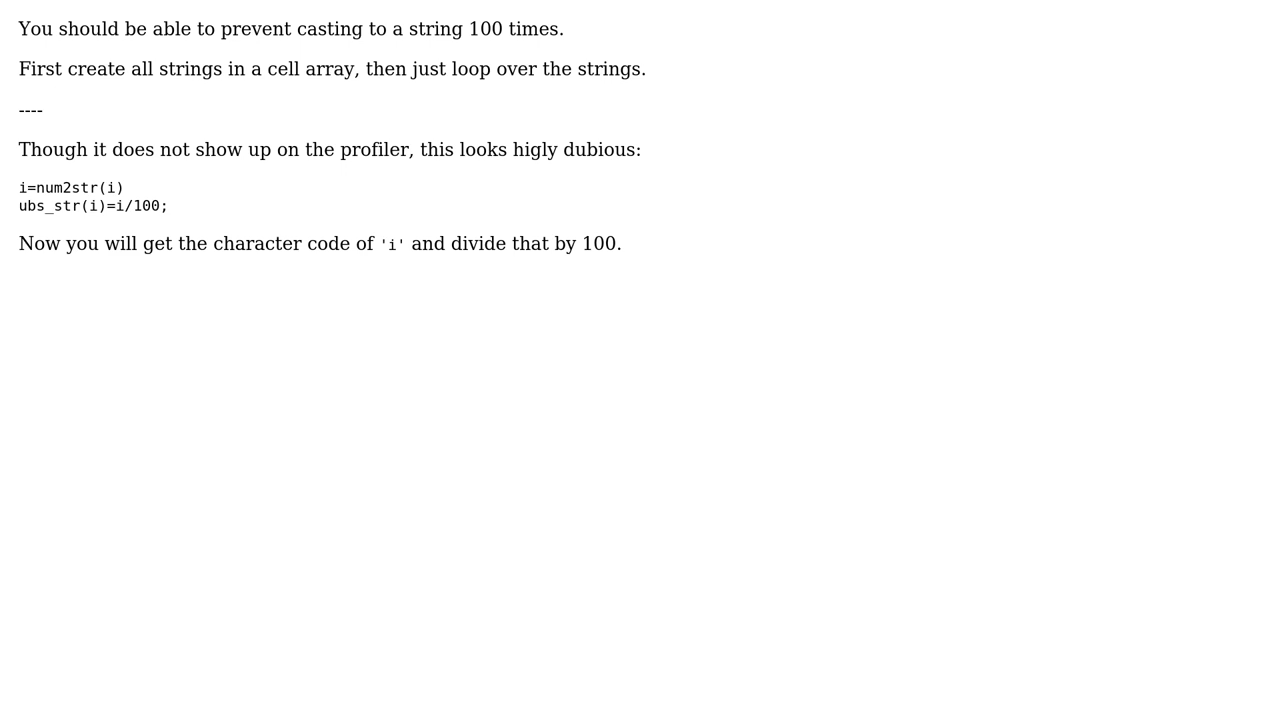 You should be able to prevent casting to a string 100 times.
First create all strings in a cell array, then just loop over the strings.
----
Though it does not show up on the profiler, this looks higly dubious:
i=num2str(i)
ubs_str(i)=i/100;
Now you will get the character code of 'i' and divide that by 100.